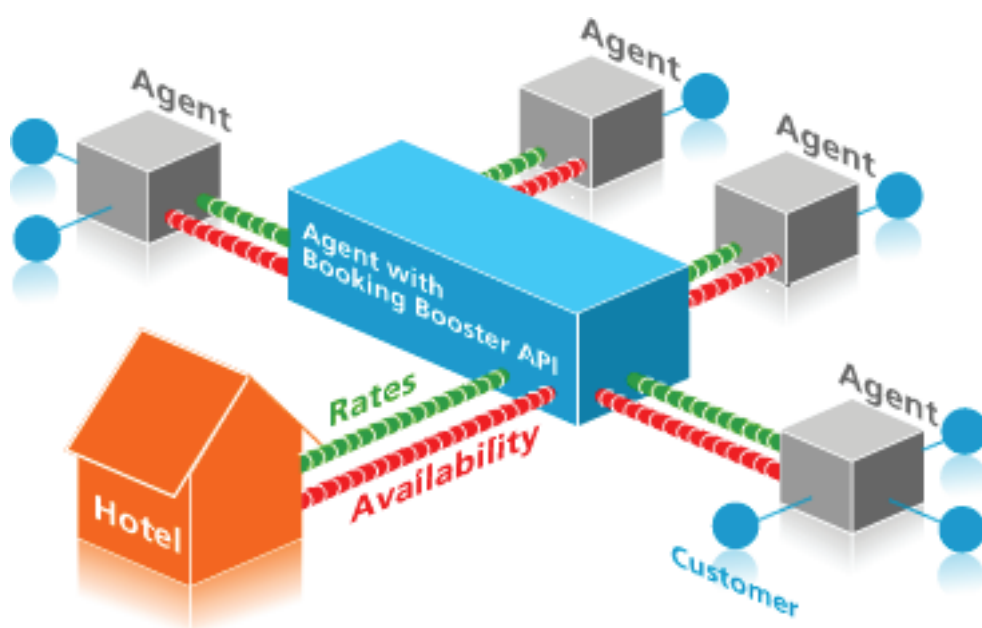 Agent
Agent
Agent
Agent with
Booking Booster API
Rates
Agent
Availability
Hotel
Customer